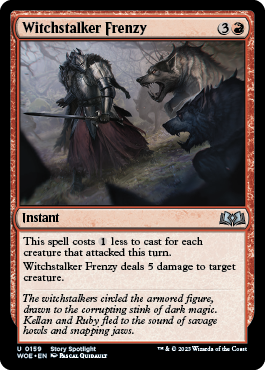 Witchstalker Frenzy 3
Instant
This spell costs 1 less to cast for each
creature that attacked this turn.
Witchstalker Frenzy deals 5 damage to target
creature.
The witchstalkers circled the armored figure,
drawn to the corrupting stink of dark magic.
Kellan and Ruby fled to the sound of savage
howls and snapping jaws.
U 0159 Story Spotlight
WOE • EN Pascal Quidault ™ & © 2023 Wizards of the Coast